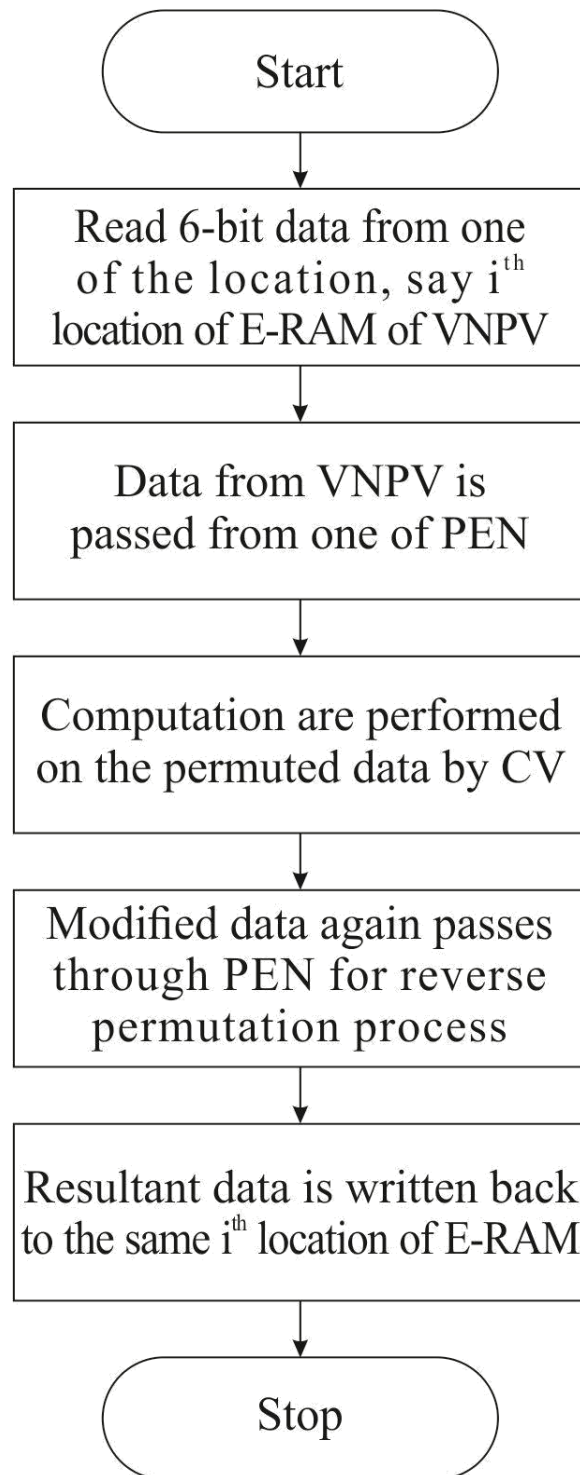 Start
Read 6-bit data from one
of the location, say iᵗʰ
location of E-RAM of VNPV
Data from VNPV is
passed from one of PEN
Computation are performed
on the permuted data by CV
Modified data again passes
through PEN for reverse
permutation process
Resultant data is written back
to the same iᵗʰ location of E-RAM
Stop